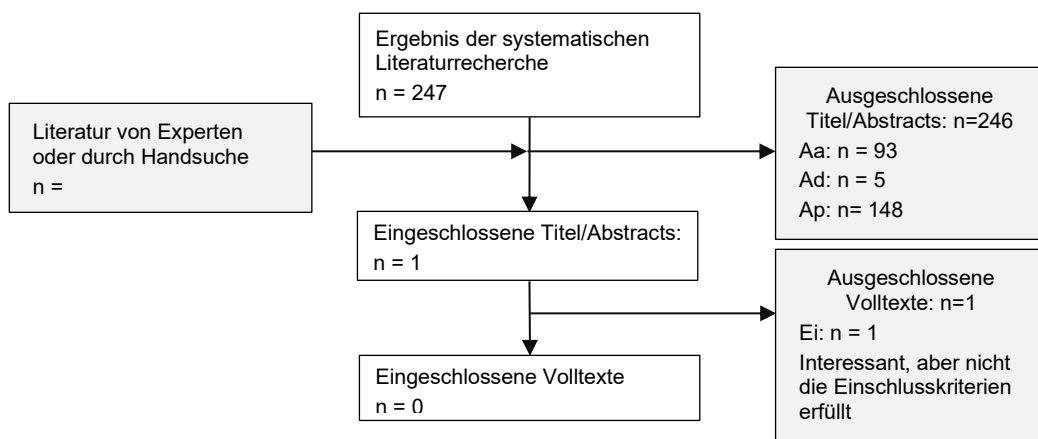 Ergebnis der systematischen
Literaturrecherche
n = 247
Literatur von Experten
oder durch Handsuche
n =
Ausgeschlossene
Titel/Abstracts: n=246
Aa: n = 93
Ad: n = 5
Ap: n= 148
Eingeschlossene Titel/Abstracts:
n = 1
Ausgeschlossene
Volltexte: n=1
Ei: n = 1
Interessant, aber nicht
die Einschlusskriterien
erfüllt
Eingeschlossene Volltexte
n = 0